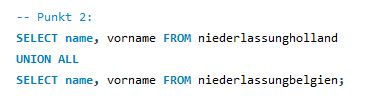 -- Punkt 2:
SELECT name, vorname FROM niederlassungholland
UNION ALL
SELECT name, vorname FROM niederlassungbelgien;